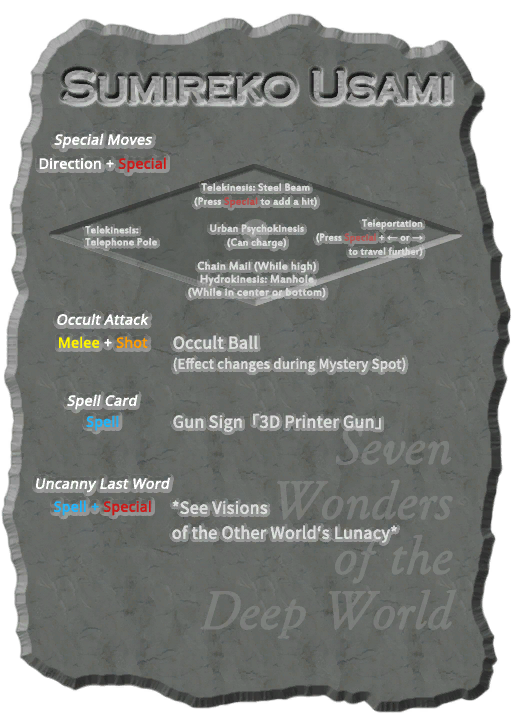 Sumireko Usami
Special Moves
Direction + Special
Telekinesis: Steel Beam
(Press Special to add a hit)
Telekinesis:
Telephone Pole
Urban Psychokinesis
(Can charge)
Teleportation
(Press special + ← or →
to travel further)
Chain Mail (While high)
Hydrokinesis: Manhole
(While in center or bottom)
Occult Attack
Melee + Shot
Occult Ball
(Effect changes during Mystery Spot)
Spell Card
Spell
Gun Sign「3D Printer Gun」
Uncanny Last Word
Spell + Special
*See Visions
of the Other World's Lunacy*
Seven
Wonders
of the
Deep World